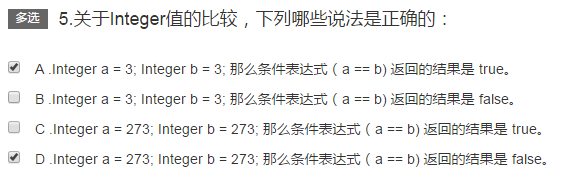 多选 5.关于Integer值的比较，下列哪些说法是正确的：
A .Integer a = 3; Integer b = 3; 那么条件表达式（a == b) 返回的结果是 true。
B .Integer a = 3; Integer b = 3; 那么条件表达式（a == b) 返回的结果是 false。
C .Integer a = 273; Integer b = 273; 那么条件表达式（a == b) 返回的结果是 true。
D .Integer a = 273; Integer b = 273; 那么条件表达式（a == b) 返回的结果是 false。